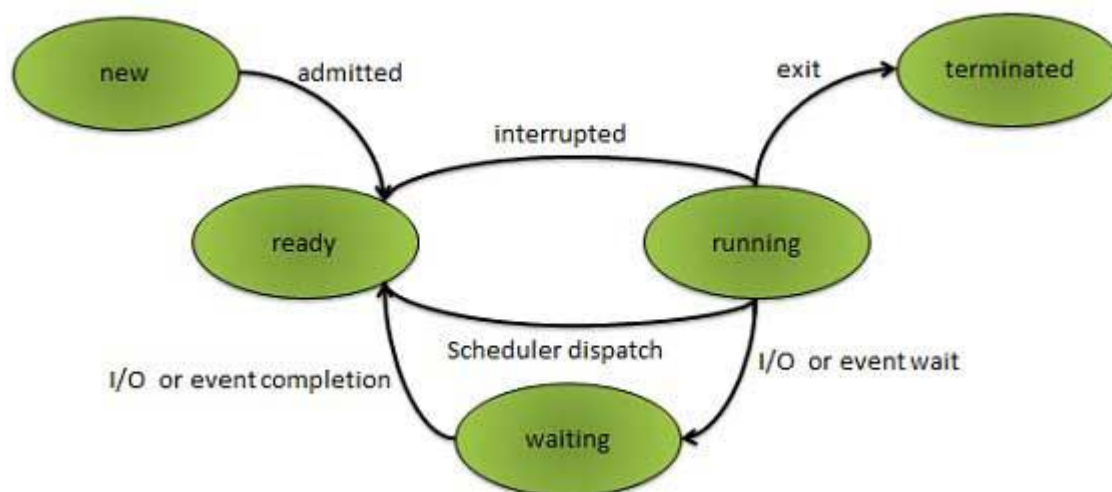 new
admitted
exit
terminated
interrupted
ready
running
Scheduler dispatch
I/O or event completion
I/O or event wait
waiting